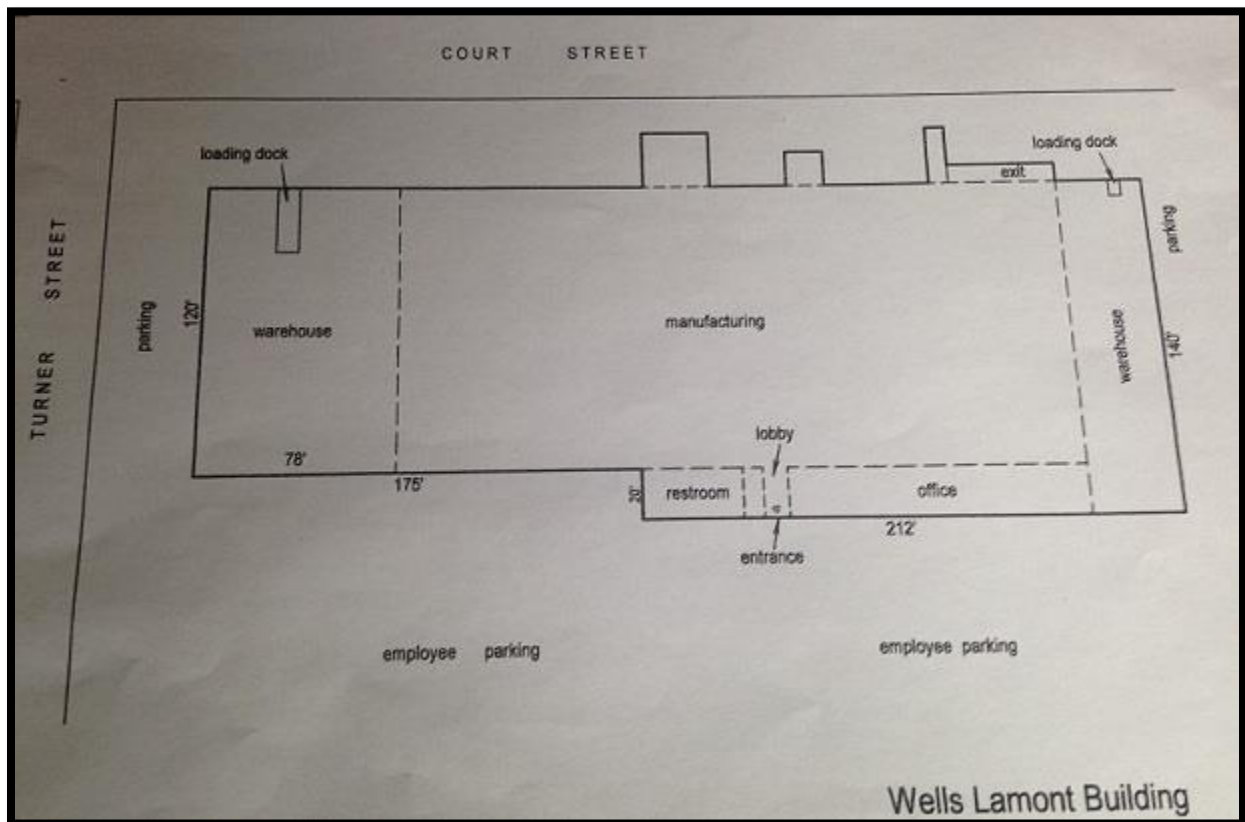 COURT STREET
loading dock
loading dock
exit
TURNER STREET
parking
120'
warehouse
manufacturing
warehouse
parking
140'
78'
175'
lobby
20'
restroom
office
212'
entrance
employee parking
employee parking
Wells Lamont Building